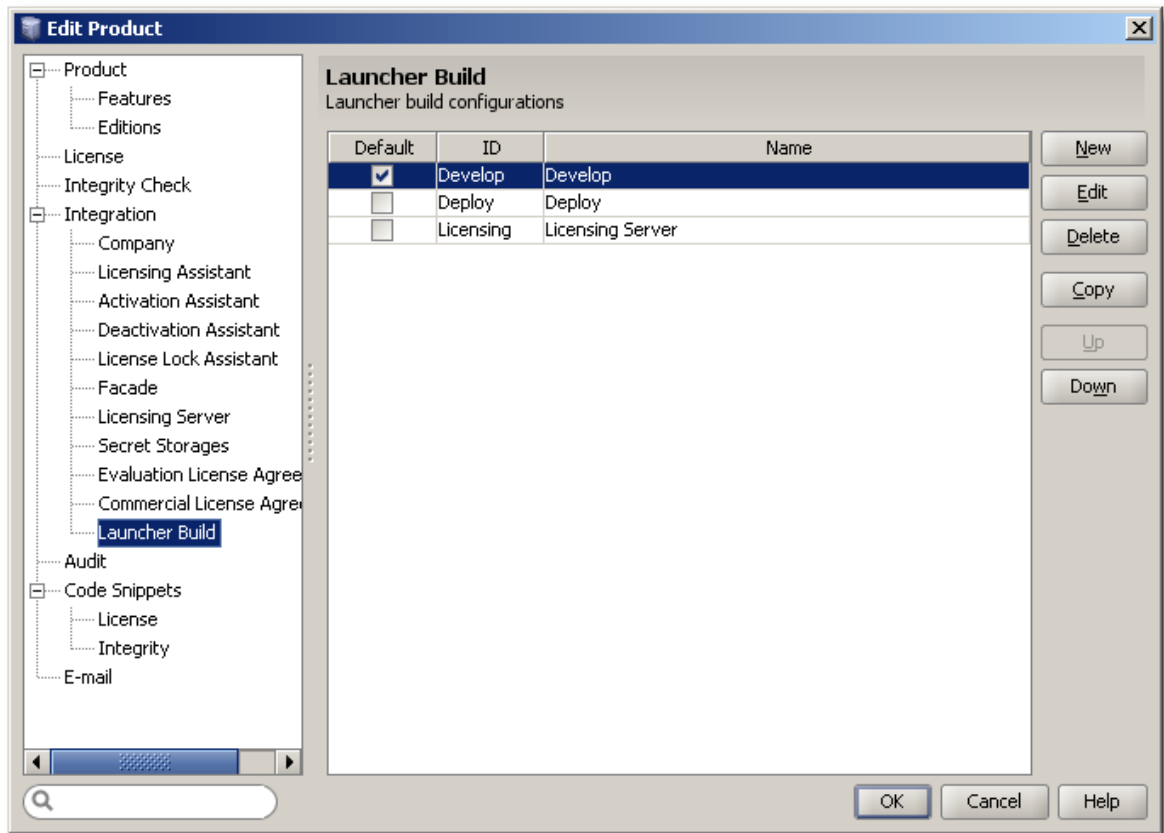 Edit Product
Product
Features
Editions
License
Integrity Check
Integration
Company
Licensing Assistant
Activation Assistant
Deactivation Assistant
License Lock Assistant
Facade
Licensing Server
Secret Storages
Evaluation License Agree
Commercial License Agre
Launcher Build
Audit
Code Snippets
License
Integrity
E-mail
Launcher Build
Launcher build configurations
Default ID Name
Develop Develop
Deploy Deploy
Licensing Licensing Server
New
Edit
Delete
Copy
Up
Down
OK Cancel Help